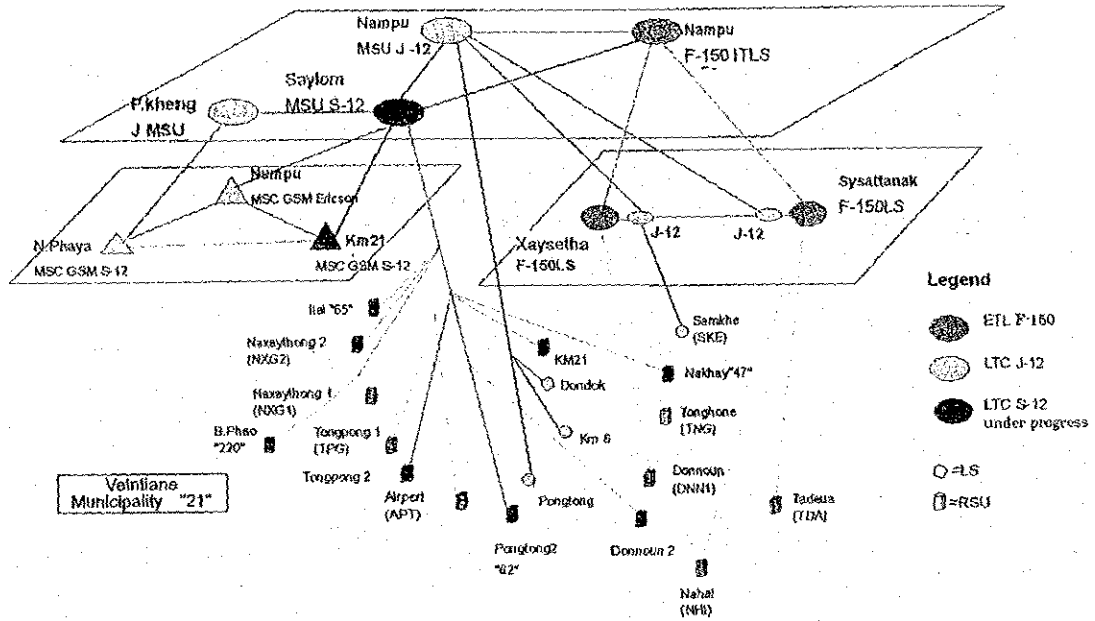 Nampu
MSU J -12
Nampu
F-150 ITLS
Saylom
MSU S-12
P.kheng
J MSU
Nampu
MSC GSM Ericson
N.Phaya
MSC GSM S-12
Km21
MSC GSM S-12
Sysattanak
F-150LS
J-12
J-12
Xaysetha
F-150LS
Legend
ETL F-150
LTC J-12
LTC S-12
under progress
=LS
=RSU
"65"
Naxaythong 2
(NXG2)
Naxaythong 1
(NXG1)
B.Phao
"220"
Tongpong 1
(TPG)
Tongpong 2
Airport
(APT)
KM21
Dondok
Km 6
Pongtong
Pongtong2
"62"
Samkhe
(SKE)
Nakhay"47"
Tonghone
(TNG)
Donnoun
(DNN1)
Donnoun 2
Tadeua
(TDA)
Nahai
(NHI)
Veintiane
Municipality "21"